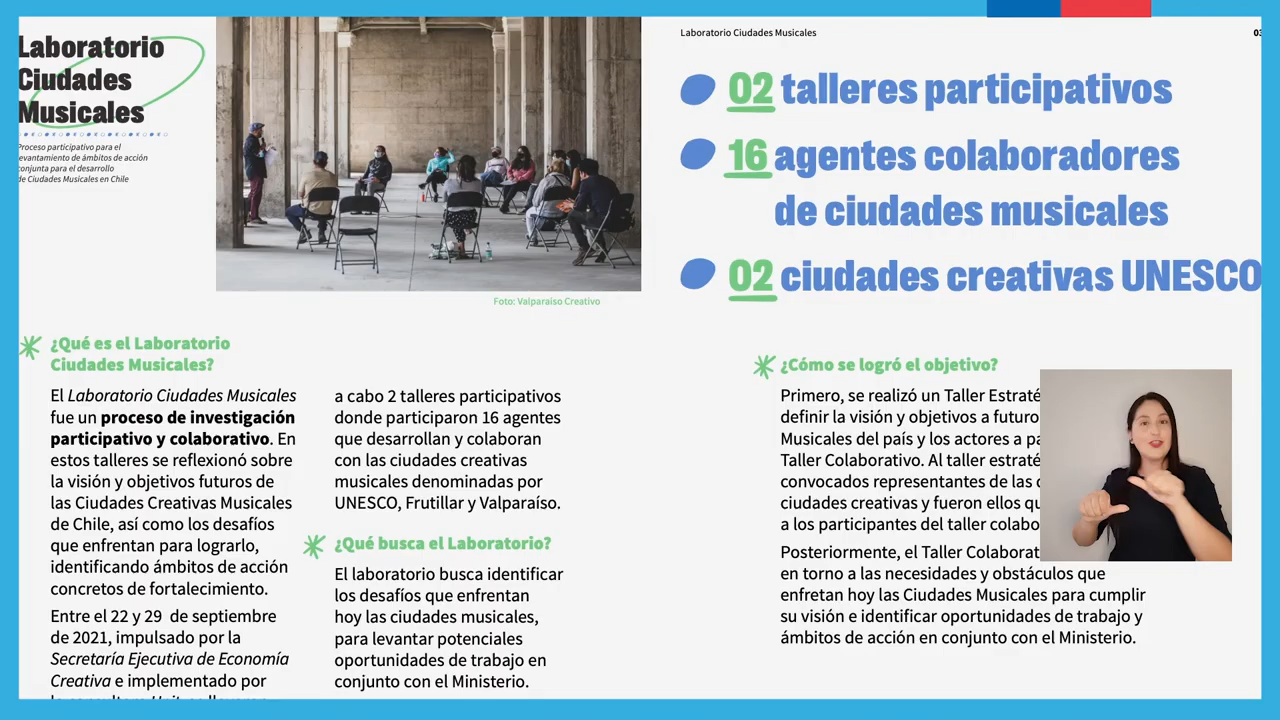 Laboratorio
Ciudades
Musicales
Proceso participativo para el
levantamiento de ámbitos de acción
conjunta para el desarrollo
de Ciudades Musicales en Chile
Foto: Valparaíso Creativo
¿Qué es el Laboratorio
Ciudades Musicales?
El Laboratorio Ciudades Musicales
fue un proceso de investigación
participativo y colaborativo. En
estos talleres se reflexionó sobre
la visión y objetivos futuros de
las Ciudades Creativas Musicales
de Chile, así como los desafíos
que enfrentan para lograrlo,
identificando ámbitos de acción
concretos de fortalecimiento.
Entre el 22 y 29 de septiembre
de 2021, impulsado por la
Secretaría Ejecutiva de Economía
Creativa e implementado por
a cabo 2 talleres participativos
donde participaron 16 agentes
que desarrollan y colaboran
con las ciudades creativas
musicales denominadas por
UNESCO, Frutillar y Valparaíso.
¿Qué busca el Laboratorio?
El laboratorio busca identificar
los desafíos que enfrentan
hoy las ciudades musicales,
para levantar potenciales
oportunidades de trabajo en
conjunto con el Ministerio.
Laboratorio Ciudades Musicales
02 talleres participativos
16 agentes colaboradores
de ciudades musicales
02 ciudades creativas UNESCO
¿Cómo se logró el objetivo?
Primero, se realizó un Taller Estraté
definir la visión y objetivos a futuro
Musicales del país y los actores a pa
Taller Colaborativo. Al taller estraté
convocados representantes de las
ciudades creativas y fueron ellos qu
a los participantes del taller colabo
Posteriormente, el Taller Colaborat
en torno a las necesidades y obstáculos que
enfretan hoy las Ciudades Musicales para cumplir
su visión e identificar oportunidades de trabajo y
ámbitos de acción en conjunto con el Ministerio.